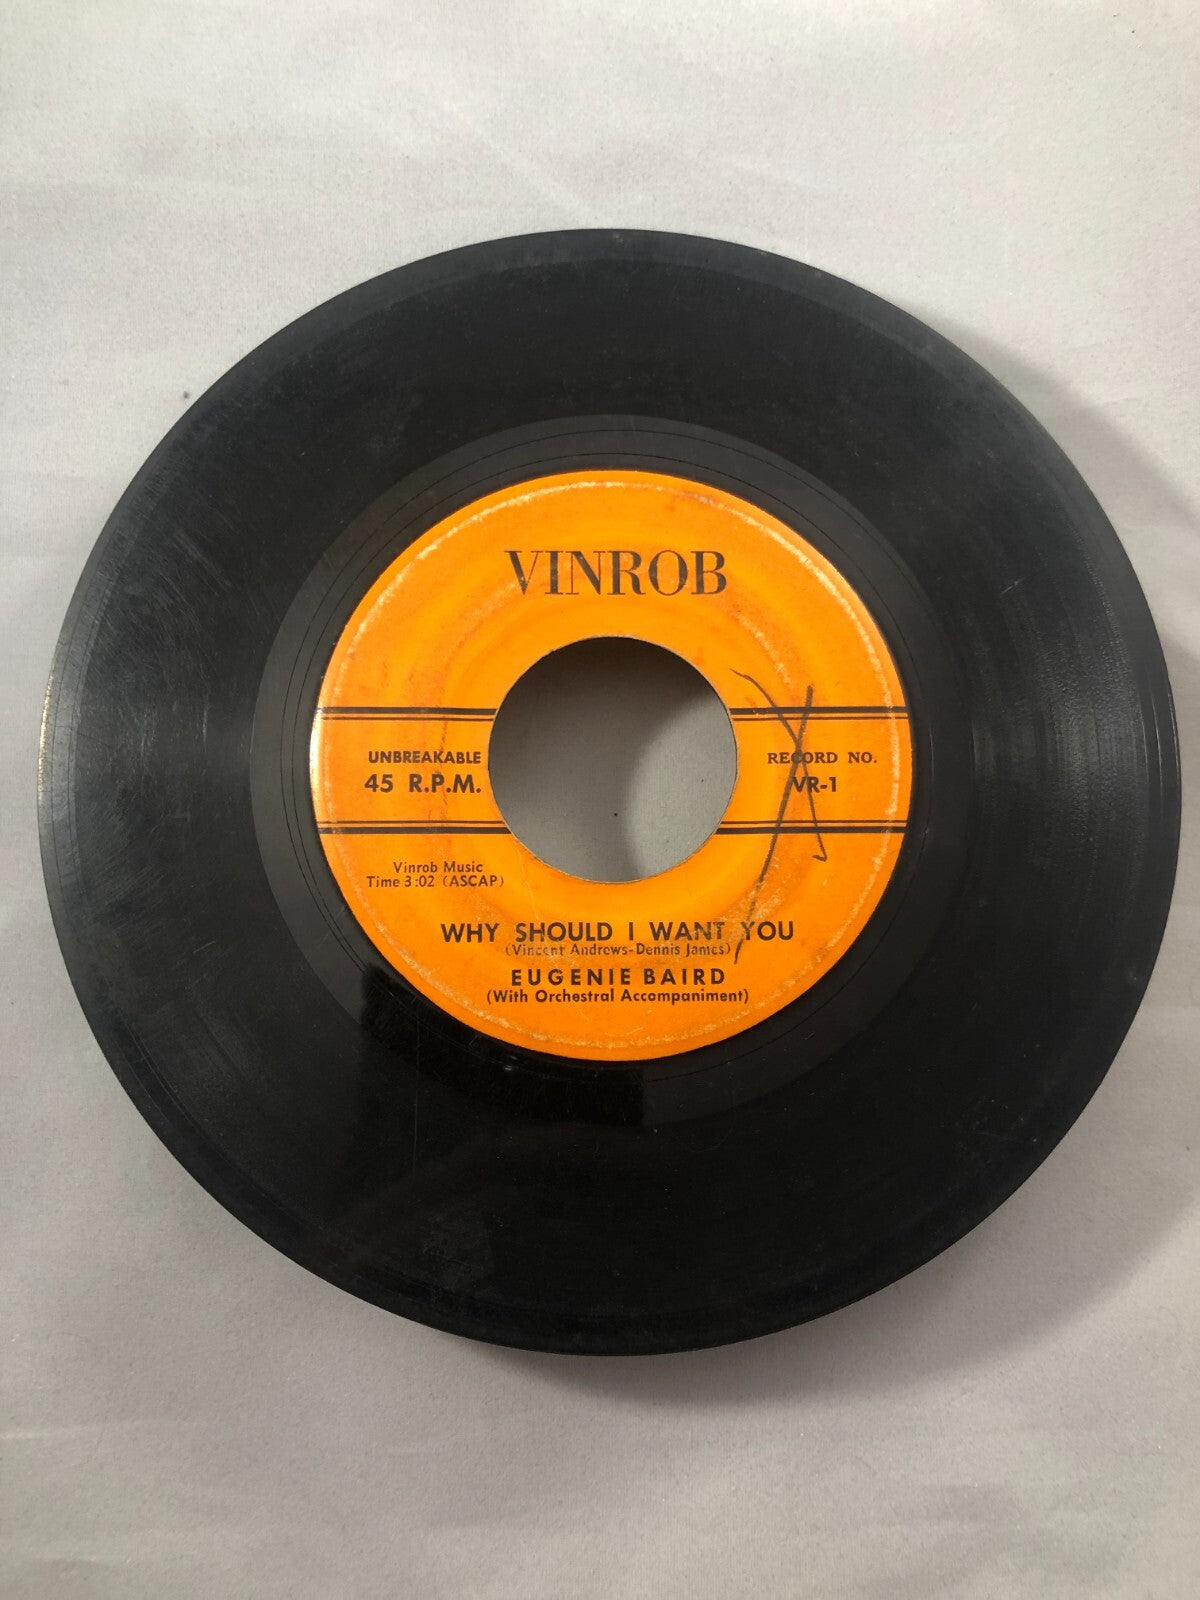 VINROB
UNBREAKABLE
45 R.P.M.
RECORD NO.
VR-1
Vinrob Music
Time 3:02 (ASCAP)
WHY SHOULD I WANT YOU
(Vincent Andrews-Dennis James)
EUGENIE BAIRD
(With Orchestral Accompaniment)